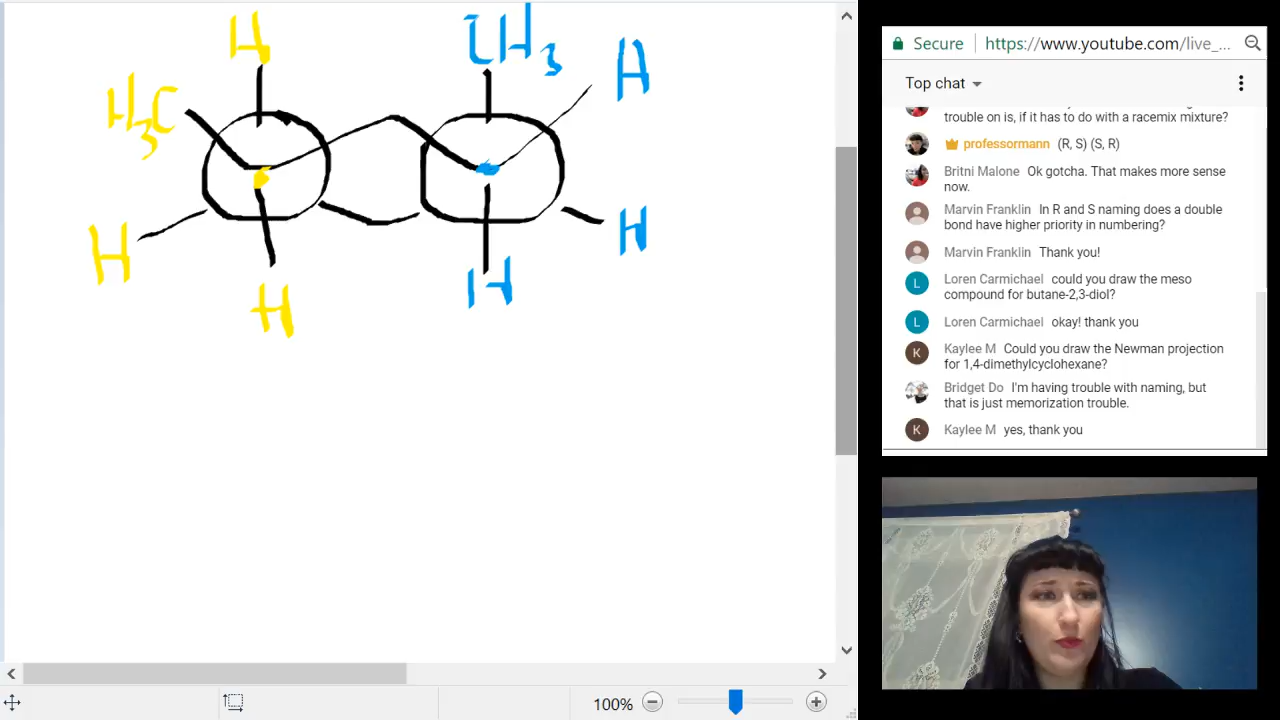 H
CH3
H
H3C
H
H
H
H
Secure https://www.youtube.com/live_...
Top chat
trouble on is, if it has to do with a racemix mixture?
professormann (R, S) (S, R)
Britni Malone Ok gotcha. That makes more sense
now.
Marvin Franklin In R and S naming does a double
bond have higher priority in numbering?
Marvin Franklin Thank you!
L
Loren Carmichael could you draw the meso
compound for butane-2,3-diol?
L
Loren Carmichael okay! thank you
K
Kaylee M Could you draw the Newman projection
for 1,4-dimethylcyclohexane?
Bridget Do I'm having trouble with naming, but
that is just memorization trouble.
K
Kaylee M yes, thank you
100%